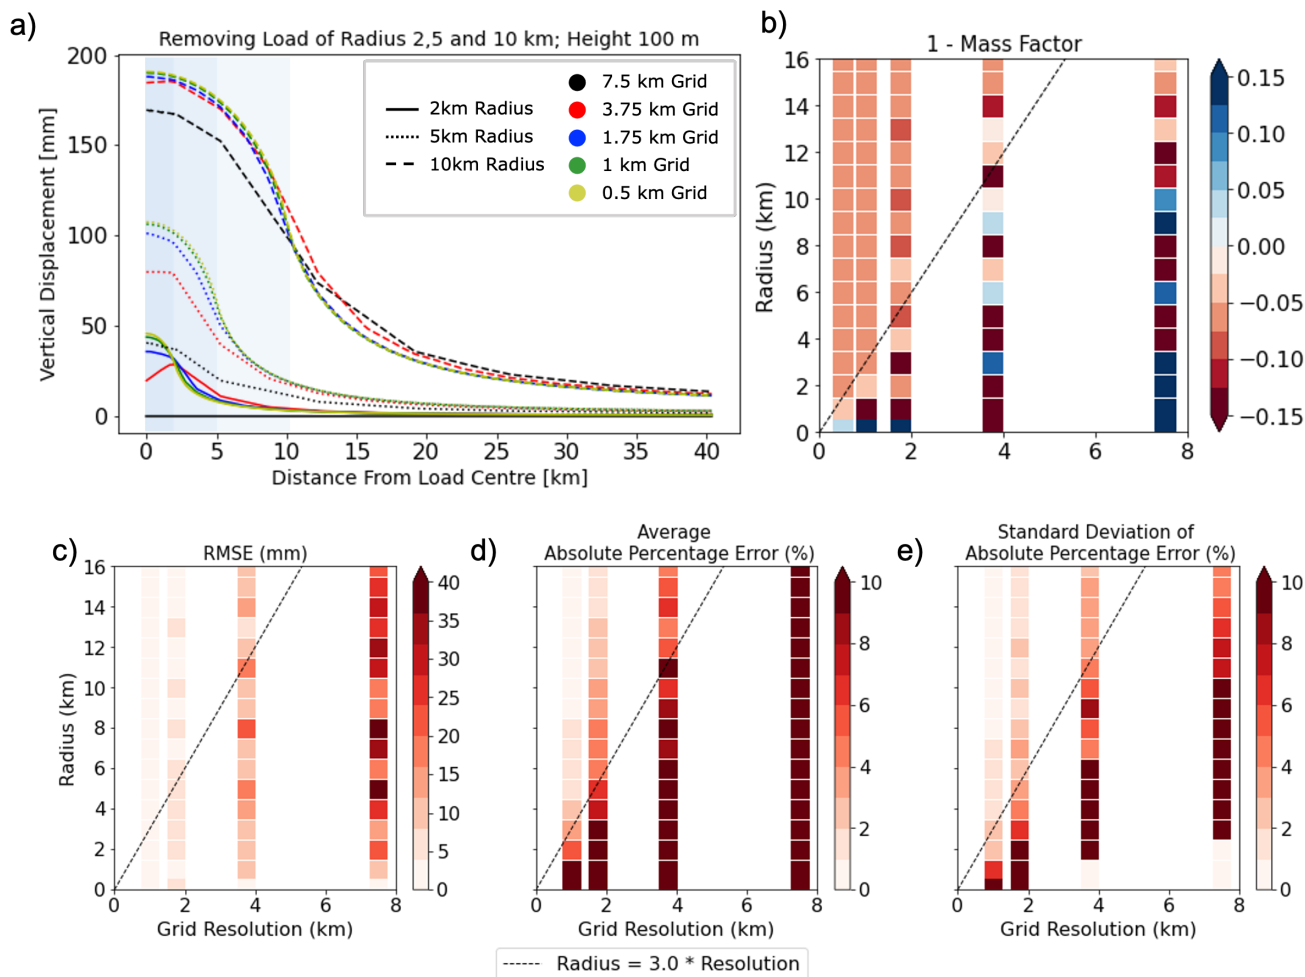 a)
Removing Load of Radius 2,5 and 10 km; Height 100 m
200
150
100
50
0
Vertical Displacement [mm]
0 5 10 15 20 25 30 35 40
Distance From Load Centre [km]
2km Radius
5km Radius
10km Radius
7.5 km Grid
3.75 km Grid
1.75 km Grid
1 km Grid
0.5 km Grid
b)
1 - Mass Factor
16
14
12
10
8
6
4
2
0
Radius (km)
0 2 4 6 8
0.15
0.10
0.05
0.00
−0.05
−0.10
−0.15
c)
RMSE (mm)
16
14
12
10
8
6
4
2
0
Radius (km)
0 2 4 6 8
Grid Resolution (km)
40
35
30
25
20
15
10
5
0
d)
Average
Absolute Percentage Error (%)
0 2 4 6 8
Grid Resolution (km)
10
8
6
4
2
0
e)
Standard Deviation of
Absolute Percentage Error (%)
0 2 4 6 8
Grid Resolution (km)
10
8
6
4
2
0
Radius = 3.0 * Resolution